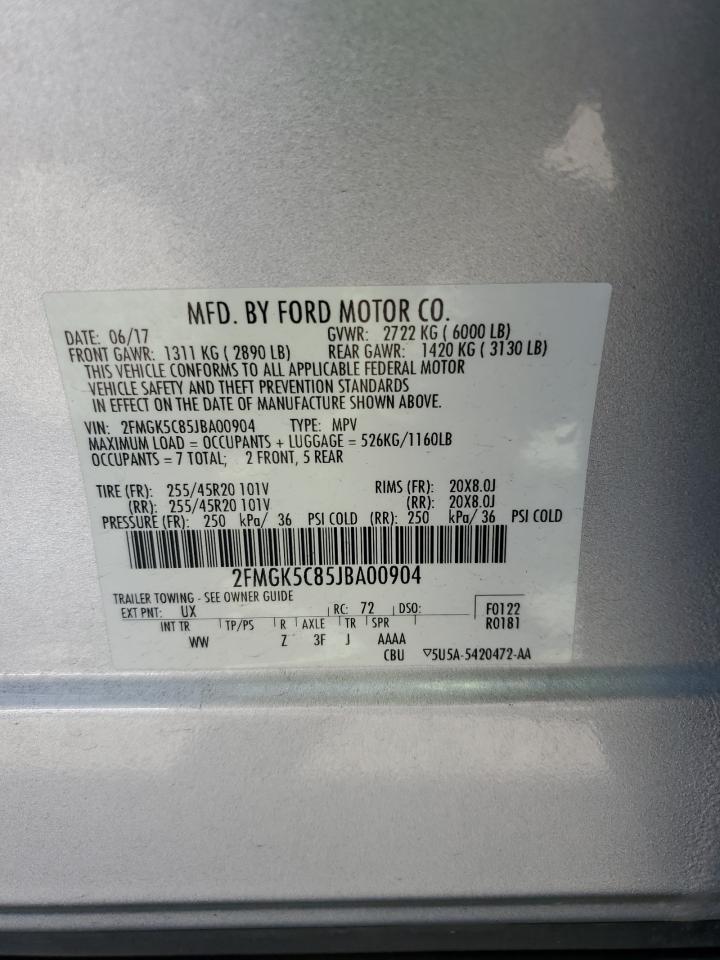 MFD. BY FORD MOTOR CO.
DATE: 06/17 GVWR: 2722 KG ( 6000 LB)
FRONT GAWR: 1311 KG ( 2890 LB) REAR GAWR: 1420 KG ( 3130 LB)
THIS VEHICLE CONFORMS TO ALL APPLICABLE FEDERAL MOTOR
VEHICLE SAFETY AND THEFT PREVENTION STANDARDS
IN EFFECT ON THE DATE OF MANUFACTURE SHOWN ABOVE.
VIN: 2FMGK5C85JBA00904 TYPE: MPV
MAXIMUM LOAD = OCCUPANTS + LUGGAGE = 526KG/1160LB
OCCUPANTS = 7 TOTAL; 2 FRONT, 5 REAR
TIRE (FR): 255/45R20 101V RIMS (FR): 20X8.0J
(RR): 255/45R20 101V (RR): 20X8.0J
PRESSURE (FR): 250 kPa/ 36 PSI COLD (RR): 250 kPa/ 36 PSI COLD
2FMGK5C85JBA00904
TRAILER TOWING - SEE OWNER GUIDE
EXT PNT: UX RC: 72 DSO: F0122
INT TR TP/PS R AXLE TR SPR R0181
WW Z 3F J AAAA
CBU ▽5U5A-5420472-AA